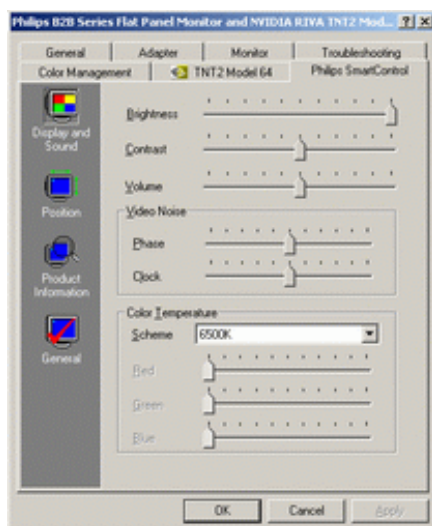 Philips B2B Series Flat Panel Monitor and NVIDIA RIVA TNT2 Mod...
General Adapter Monitor Troubleshooting
Color Management TNT2 Model 64 Philips SmartControl
Display and
Sound
Position
Product
Information
General
Brightness
Contrast
Volume
Video Noise
Phase
Clock
Color Temperature
Scheme 6500K
Red
Green
Blue
OK Cancel Apply